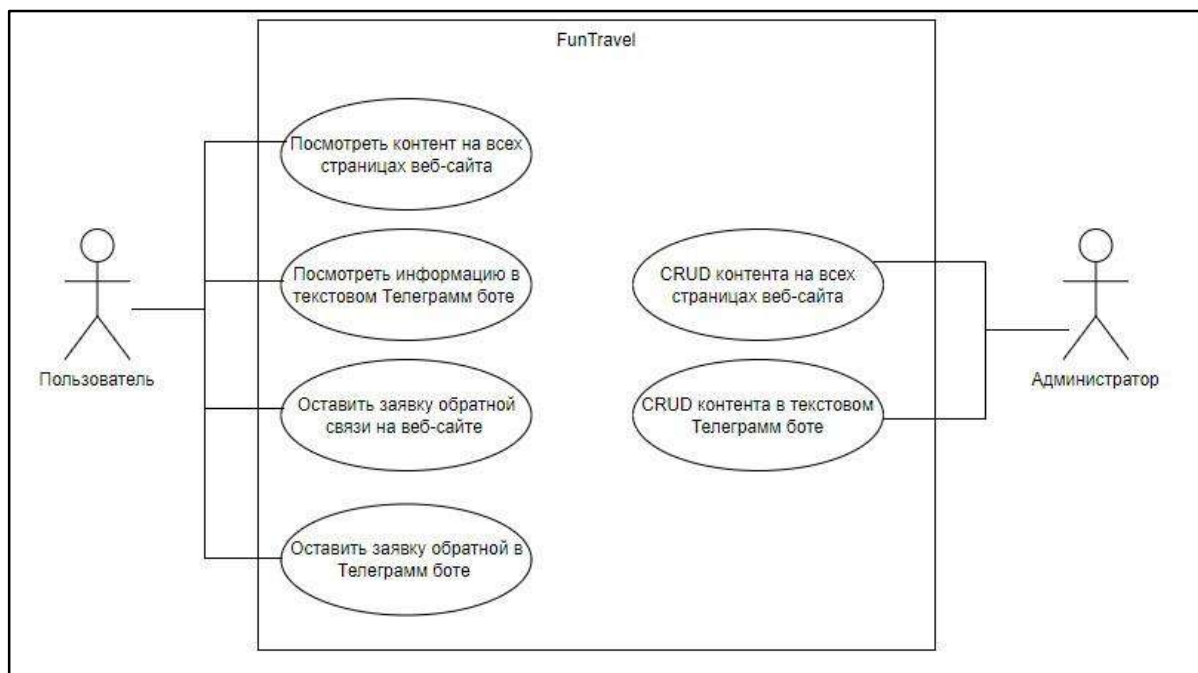 FunTravel
Посмотреть контент на всех
страницах веб-сайта
Посмотреть информацию в
текстовом Телеграмм боте
Оставить заявку обратной
связи на веб-сайте
Оставить заявку обратной в
Телеграмм боте
Пользователь
CRUD контента на всех
страницах веб-сайта
CRUD контента в текстовом
Телеграмм боте
Администратор